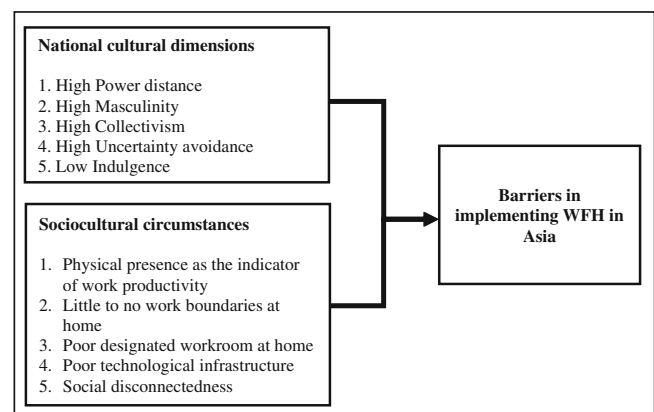 National cultural dimensions
1. High Power distance
2. High Masculinity
3. High Collectivism
4. High Uncertainty avoidance
5. Low Indulgence
Sociocultural circumstances
1. Physical presence as the indicator
of work productivity
2. Little to no work boundaries at
home
3. Poor designated workroom at home
4. Poor technological infrastructure
5. Social disconnectedness
Barriers in
implementing WFH in
Asia